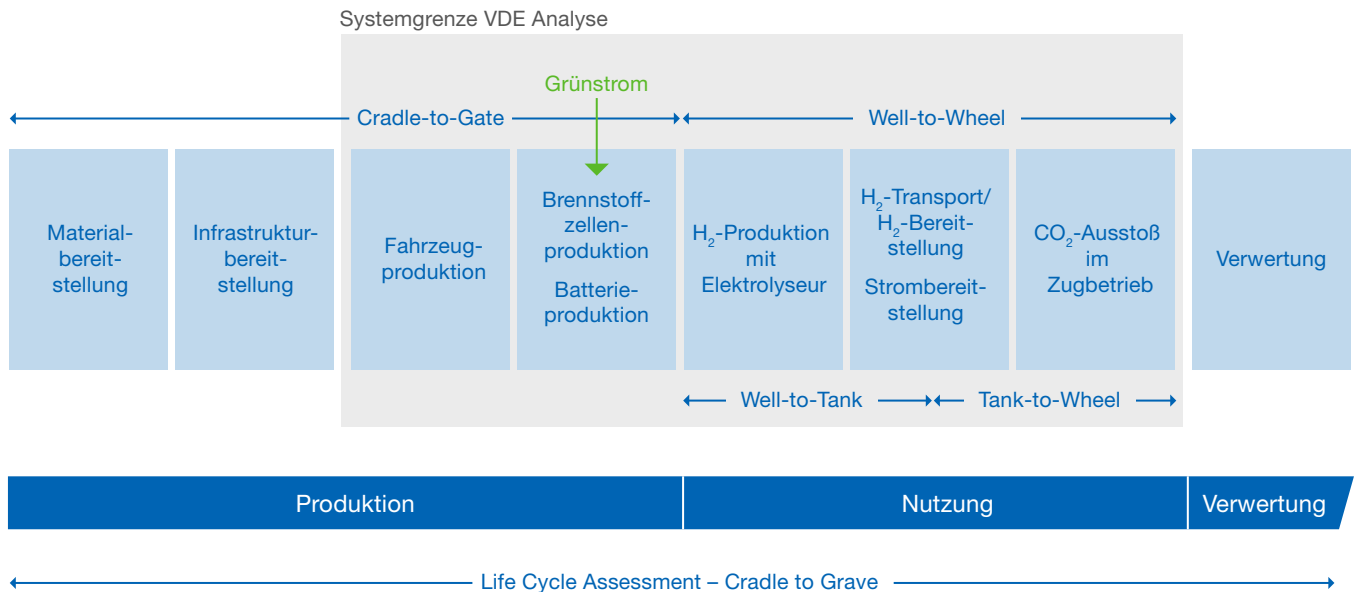 Systemgrenze VDE Analyse
Grünstrom
Cradle-to-Gate
Well-to-Wheel
Material-
bereit-
stellung
Infrastruktur-
bereit-
stellung
Fahrzeug-
produktion
Brennstoff-
zellen-
produktion
Batterie-
produktion
H₂-Produktion
mit
Elektrolyseur
H₂-Transport/
H₂-Bereit-
stellung
Strombereit-
stellung
CO₂-Ausstoß
im
Zugbetrieb
Verwertung
Well-to-Tank
Tank-to-Wheel
Produktion
Nutzung
Verwertung
Life Cycle Assessment – Cradle to Grave